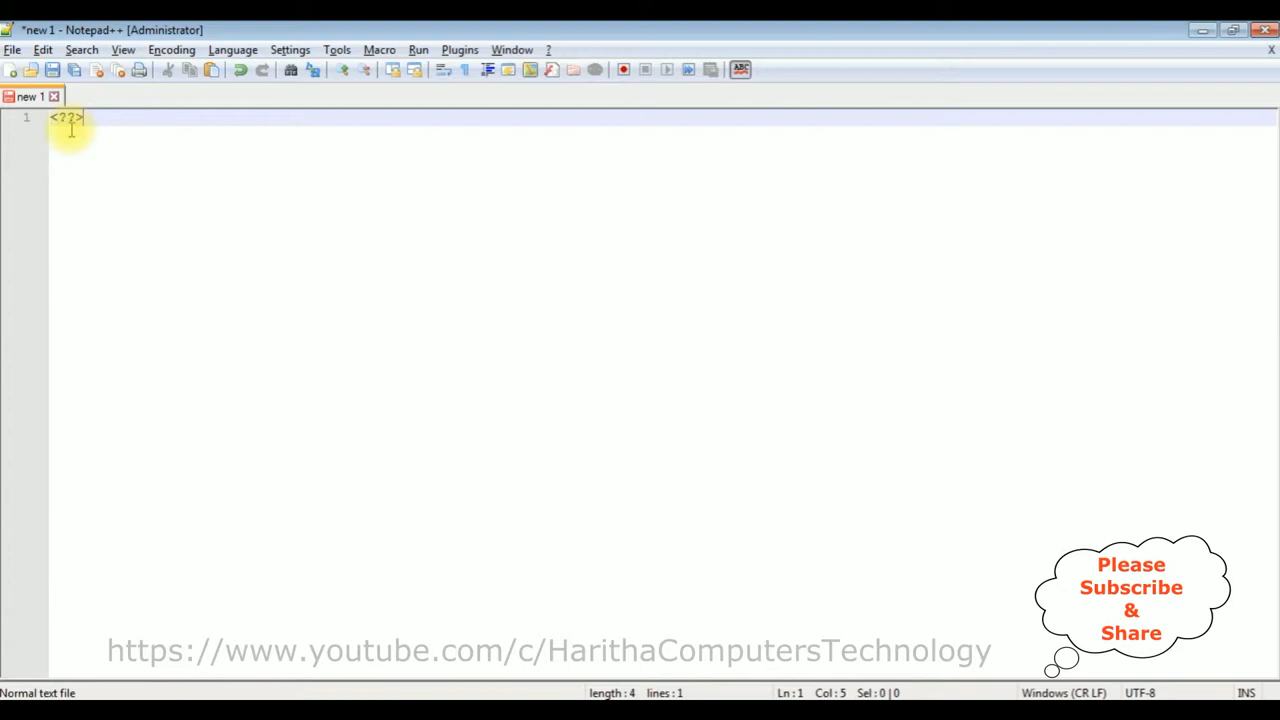 *new 1 - Notepad++ [Administrator]
File Edit Search View Encoding Language Settings Tools Macro Run Plugins Window ? X
ABC
new 1
1 <??>
Please
Subscribe
&
Share
https://www.youtube.com/c/HarithaComputersTechnology
Normal text file length : 4 lines : 1 Ln : 1 Col : 5 Sel : 0 | 0 Windows (CR LF) UTF-8 INS